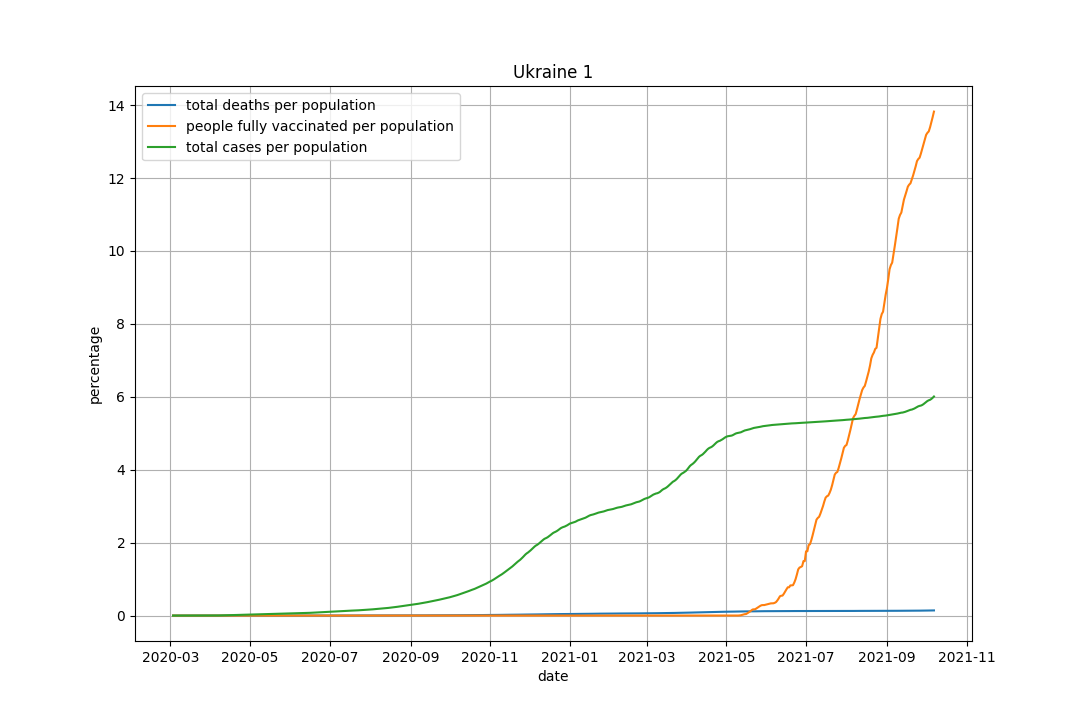 Ukraine 1
total deaths per population
people fully vaccinated per population
total cases per population
14
12
10
8
6
4
2
0
percentage
2020-03 2020-05 2020-07 2020-09 2020-11 2021-01 2021-03 2021-05 2021-07 2021-09 2021-11
date